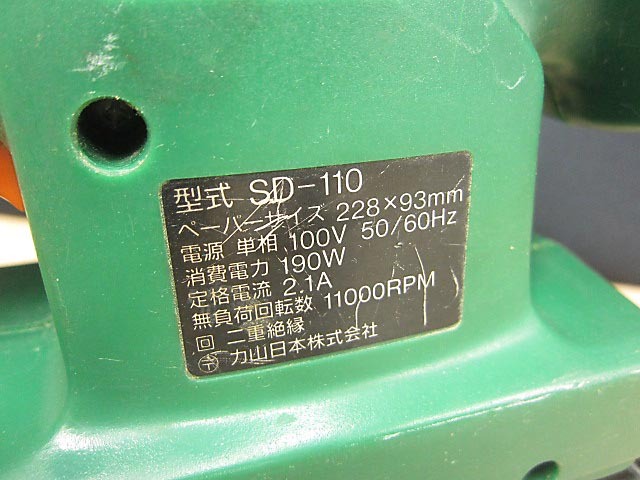 型式 SD-110
ペーパーサイズ 228×93mm
電源 単相 100V 50/60Hz
消費電力 190W
定格電流 2.1A
無負荷回転数 11000RPM
回 二重絶縁
力山日本株式会社